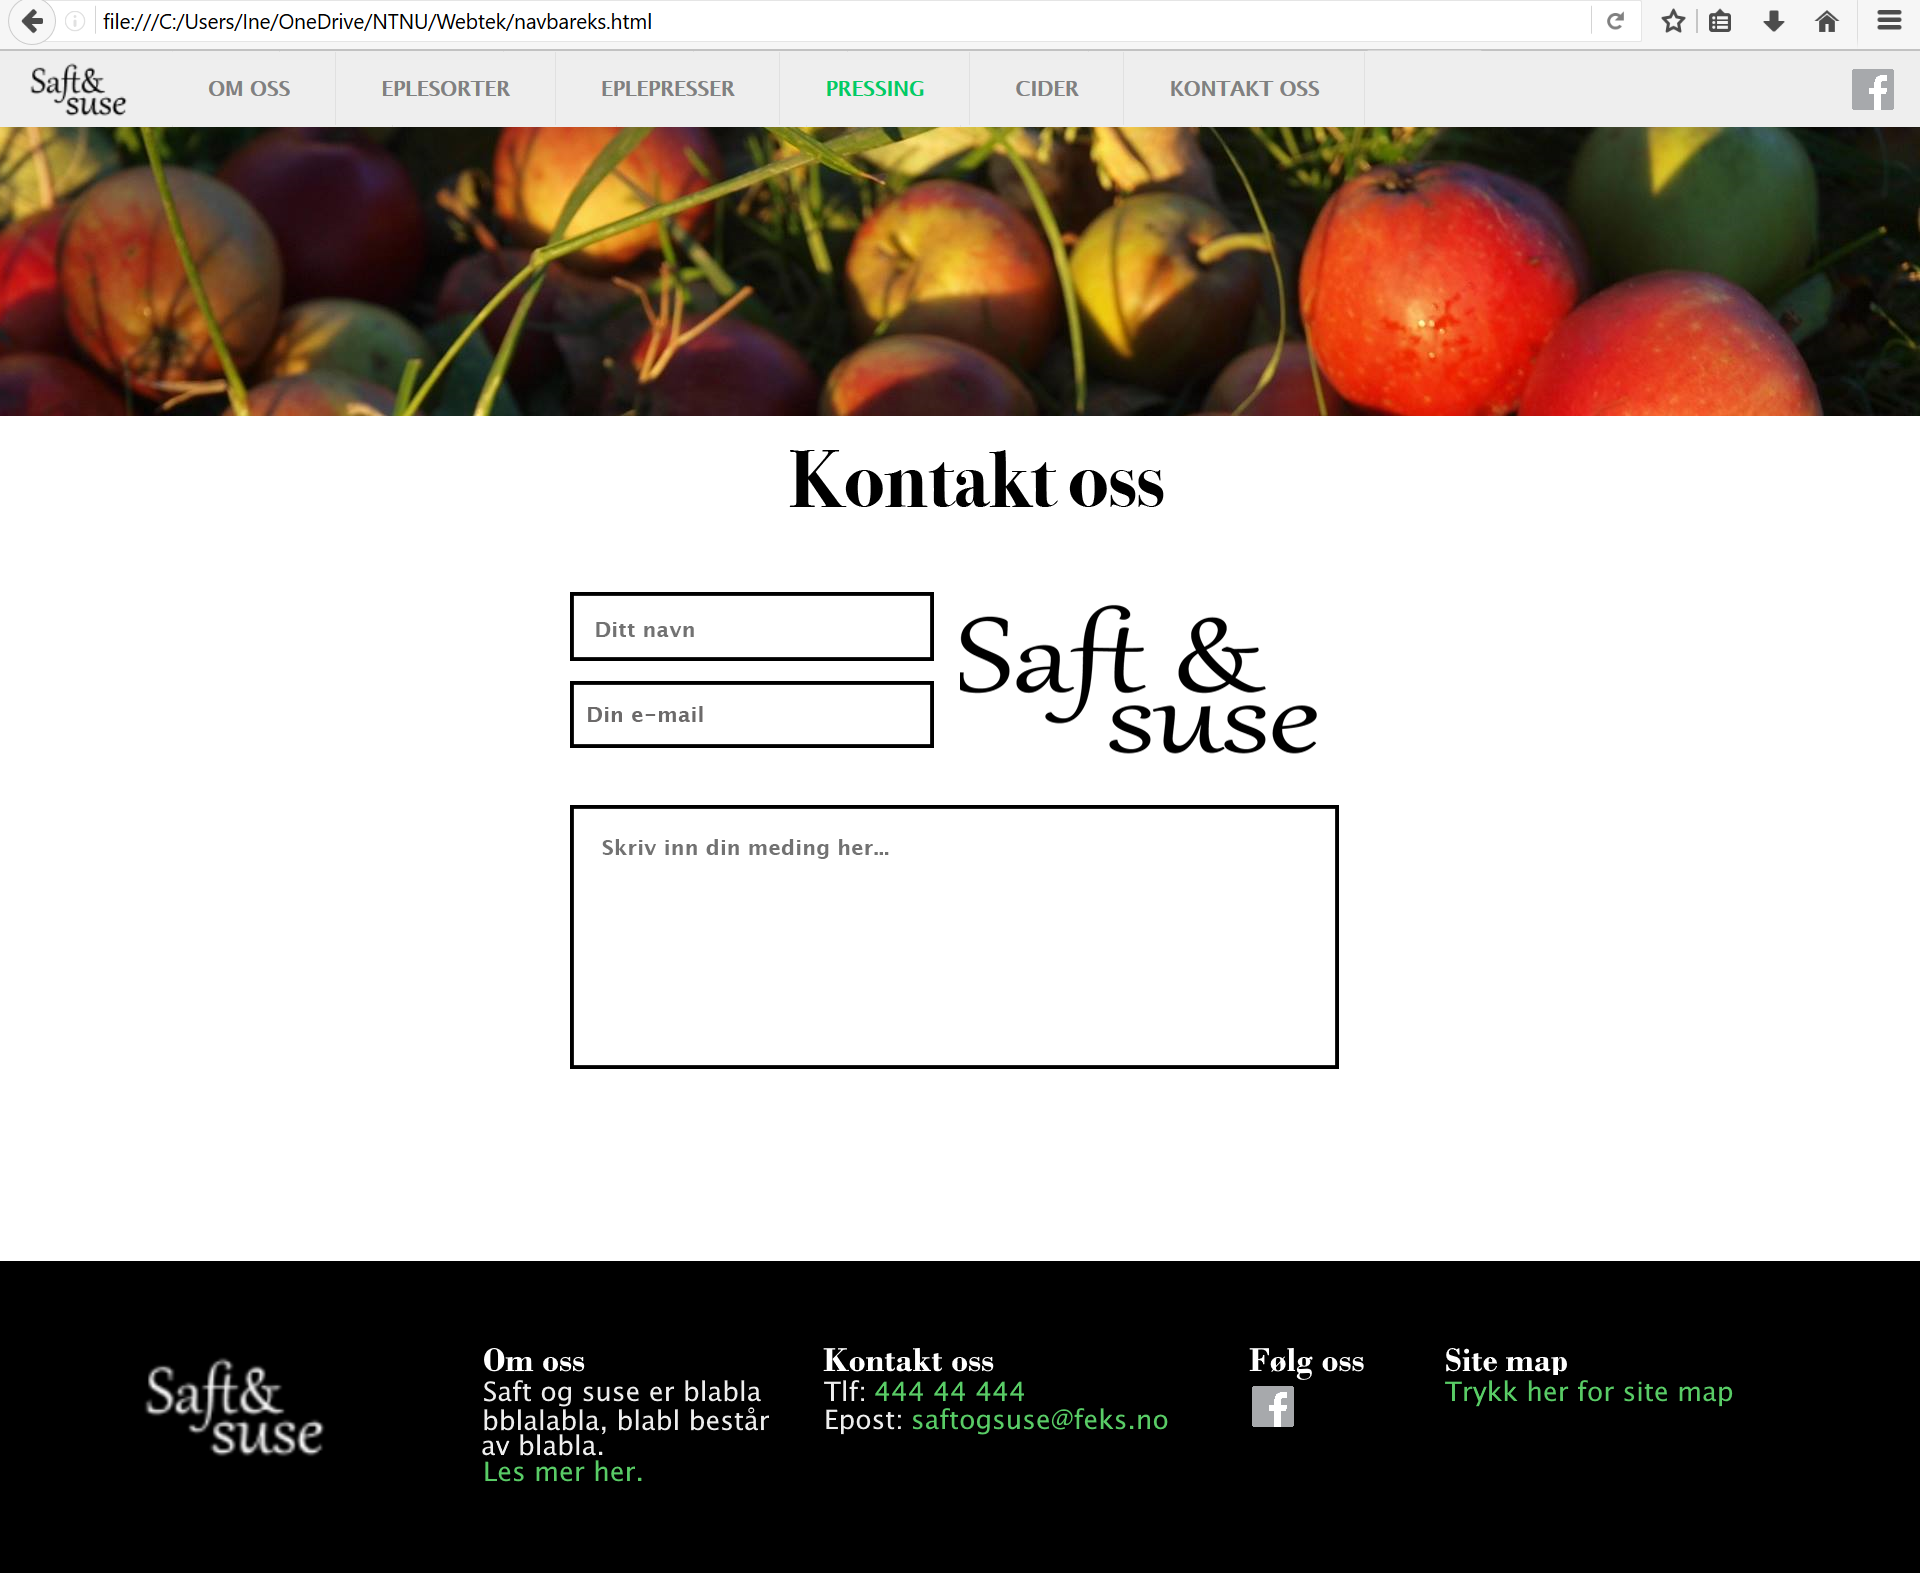 file:///C:/Users/Ine/OneDrive/NTNU/Webtek/navbareks.html
Saft&
suse
OM OSS
EPLESORTER
EPLEPRESSER
PRESSING
CIDER
KONTAKT OSS
Kontakt oss
Ditt navn
Din e-mail
Saft &
suse
Skriv inn din meding her...
Saft&
suse
Om oss
Saft og suse er blabla
bblalabla, blabl består
av blabla.
Les mer her.
Kontakt oss
Tlf: 444 44 444
Epost: saftogsuse@feks.no
Følg oss
Site map
Trykk her for site map